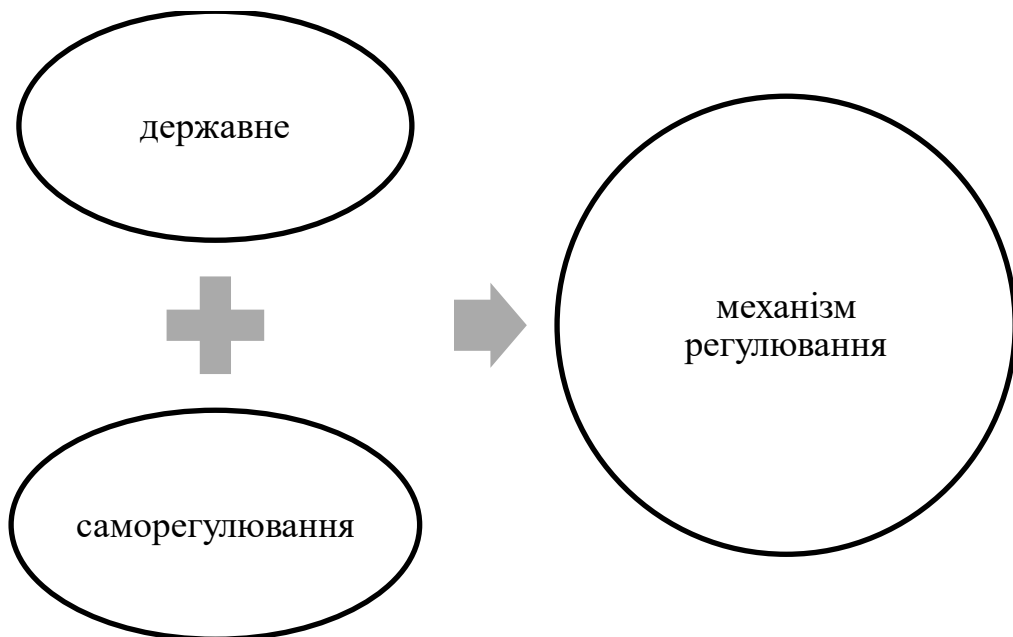 державне
саморегулювання
механізм
регулювання